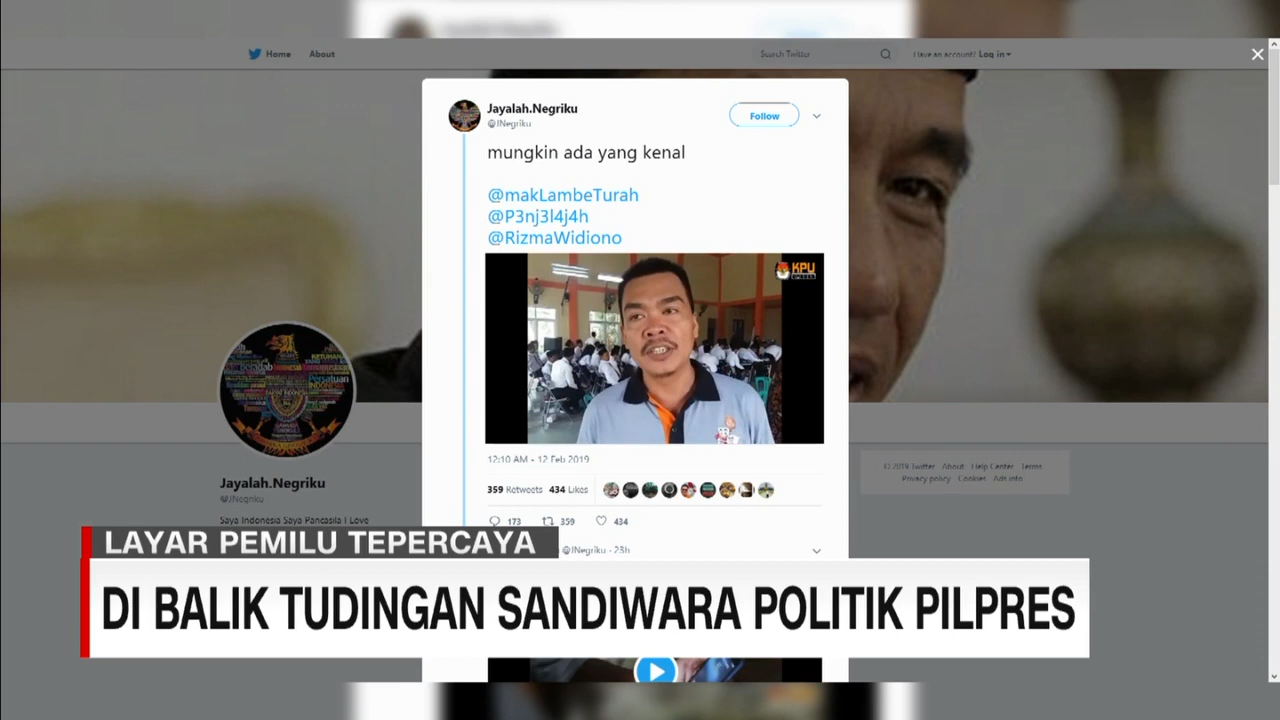 Home About
Search Twitter
Have an account? Log in
Jayalah.Negriku
@JNegriku
Follow
mungkin ada yang kenal
@makLambeTurah
@P3nj3l4j4h
@RizmaWidiono
KPU
12:10 AM - 12 Feb 2019
359 Retweets 434 Likes
173 359 434
@JNegriku · 23h
KETUHANAN
Persatuan
INDONESIA
Jayalah.Negriku
@JNegriku
Saya Indonesia Saya Pancasila I Love
© 2019 Twitter About Help Center Terms
Privacy policy Cookies Ads info
LAYAR PEMILU TEPERCAYA
DI BALIK TUDINGAN SANDIWARA POLITIK PILPRES